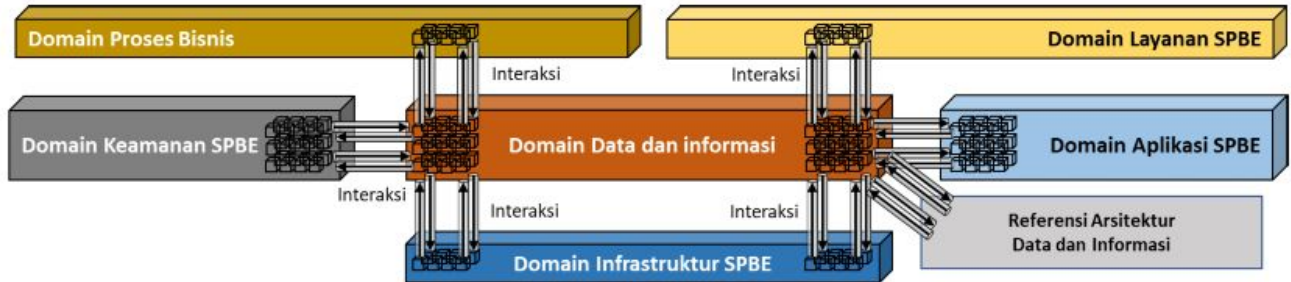 Domain Proses Bisnis
Domain Layanan SPBE
Interaksi
Interaksi
Domain Keamanan SPBE
Domain Data dan informasi
Domain Aplikasi SPBE
Interaksi
Interaksi
Interaksi
Referensi Arsitektur
Data dan Informasi
Domain Infrastruktur SPBE